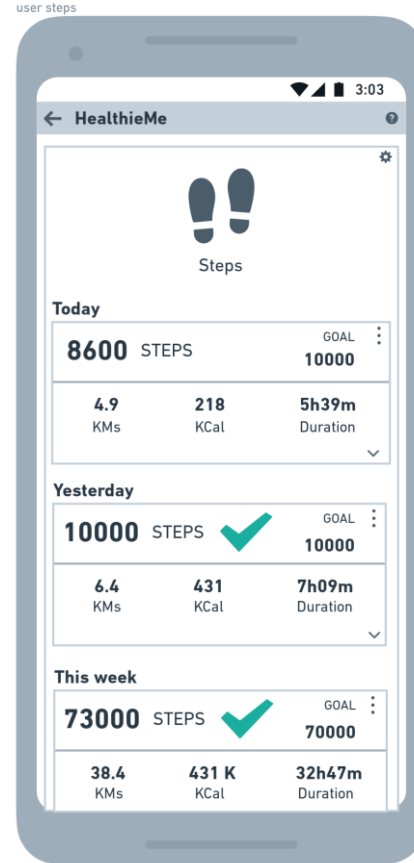 user steps
3:03
HealthieMe
Steps
Today
8600 STEPS
GOAL
10000
4.9 218 5h39m
KMs KCal Duration
Yesterday
10000 STEPS
GOAL
10000
6.4 431 7h09m
KMs KCal Duration
This week
73000 STEPS
GOAL
70000
38.4 431 K 32h47m
KMs KCal Duration